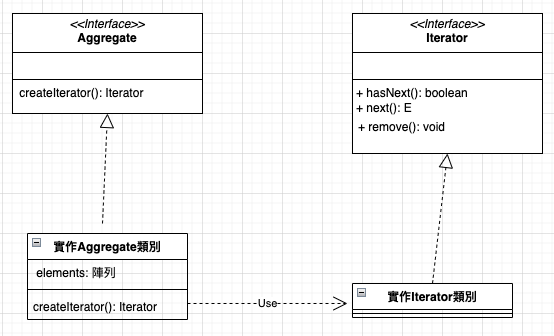 <<Interface>>
Aggregate
createIterator(): Iterator
<<Interface>>
Iterator
+ hasNext(): boolean
+ next(): E
+ remove(): void
實作Aggregate類別
elements: 陣列
createIterator(): Iterator
Use
實作Iterator類別